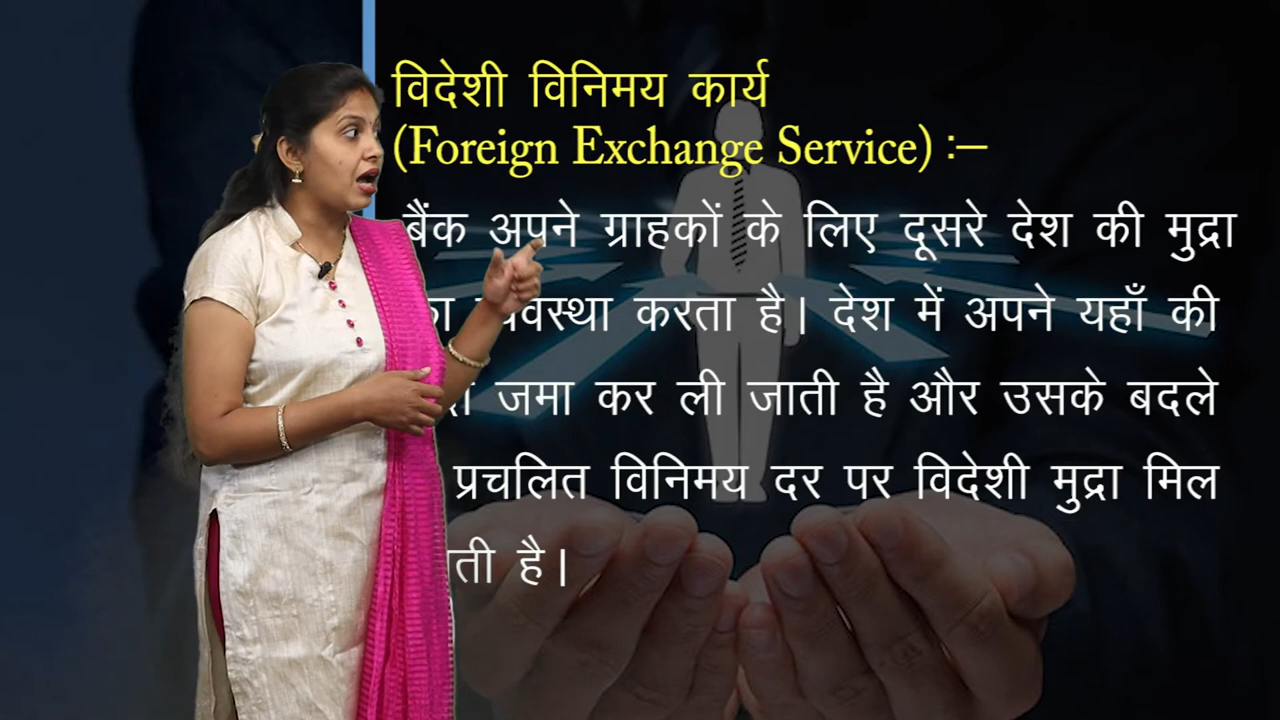 विदेशी विनिमय कार्य
(Foreign Exchange Service) :–
बैंक अपने ग्राहकों के लिए दूसरे देश की मुद्रा
करता है। देश में अपने यहाँ की
जमा कर ली जाती है और उसके बदले
प्रचलित विनिमय दर पर विदेशी मुद्रा मिल
है।